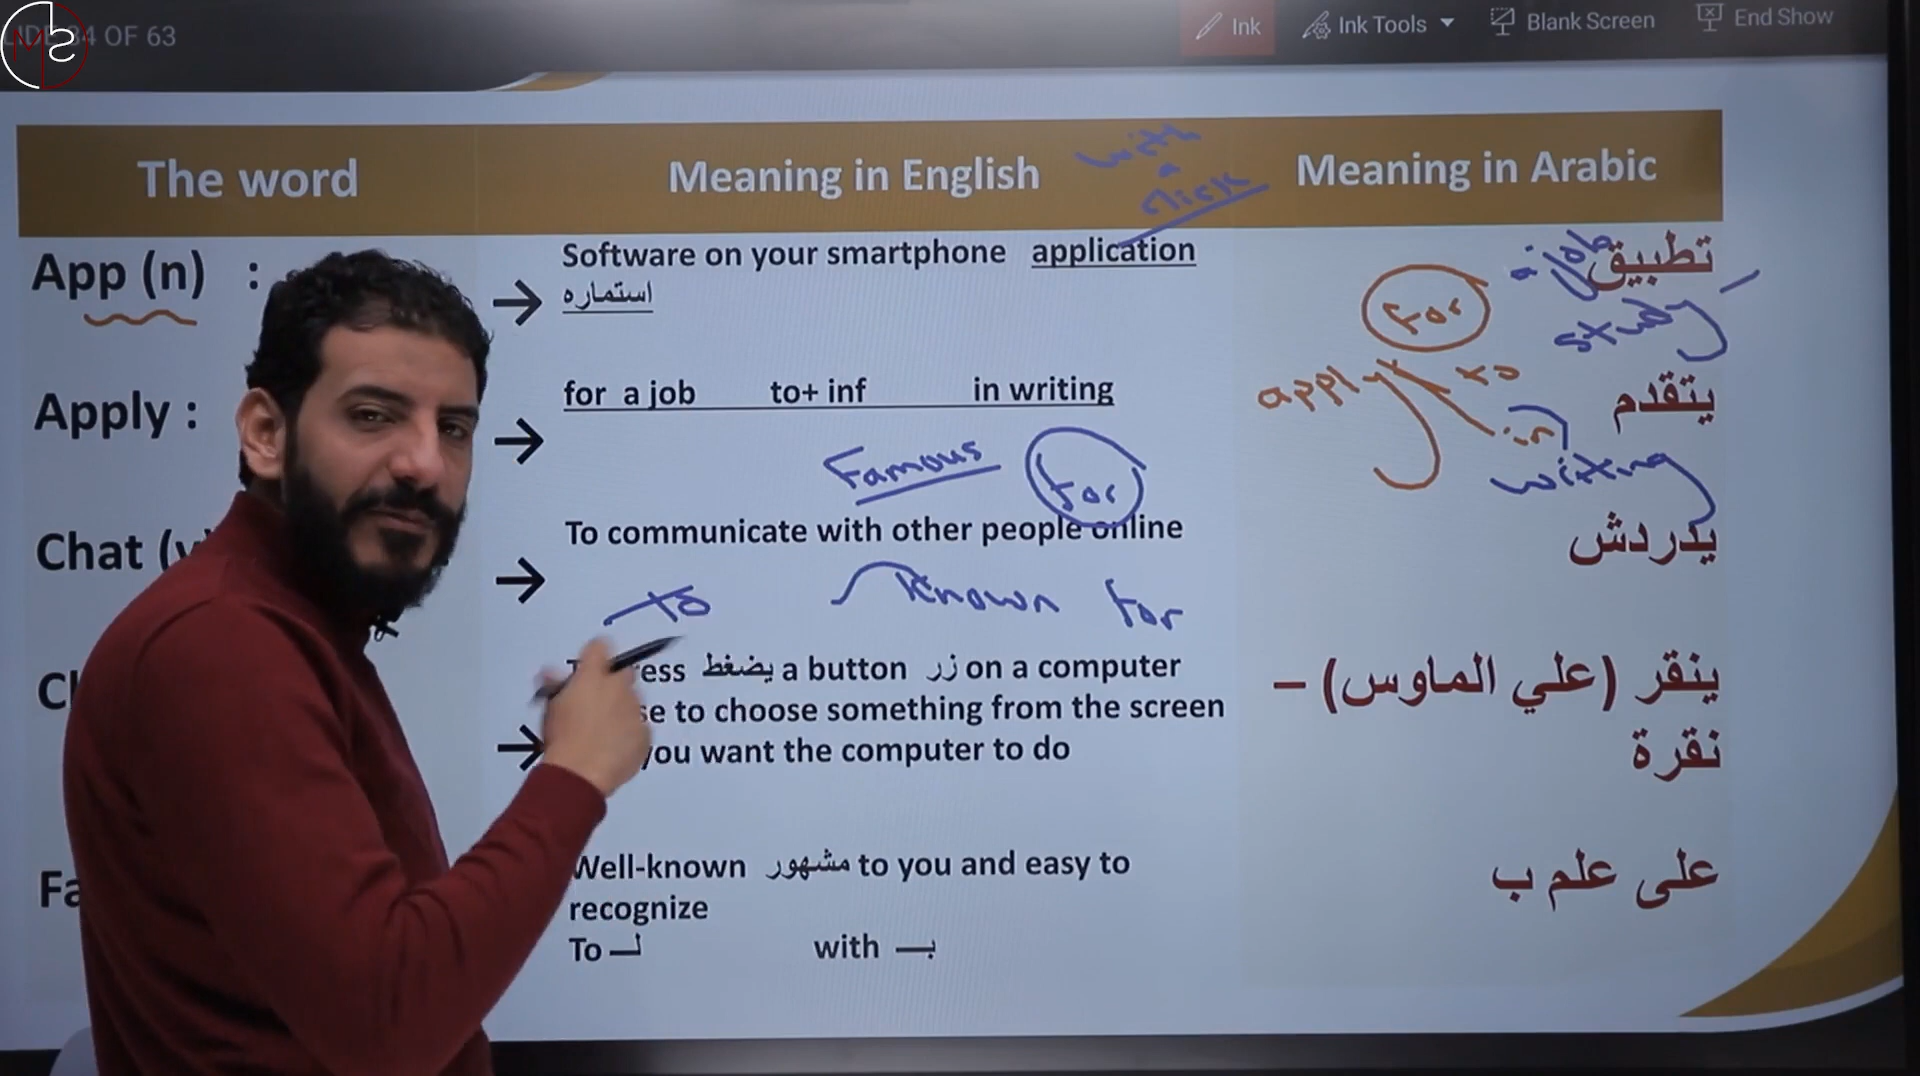 34 OF 63
Ink
Ink Tools
Blank Screen
End Show
MS
The word
Meaning in English
with
a
click
Meaning in Arabic
App (n) :
Software on your smartphone application
استماره
تطبيق
a job
study
for
Apply :
for a job to+ inf in writing
apply to
in
writing
يتقدم
Famous for
Chat
To communicate with other people online
يدردش
to known for
يضغط a button زر on a computer
to choose something from the screen
you want the computer to do
ينقر (علي الماوس) –
نقرة
Fa
Well-known مشهور to you and easy to
recognize
To لـ with بـ
على علم ب